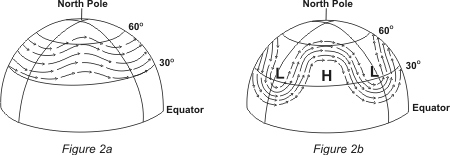 North Pole
60°
30°
Equator
Figure 2a
North Pole
60°
30°
L
H
L
Equator
Figure 2b